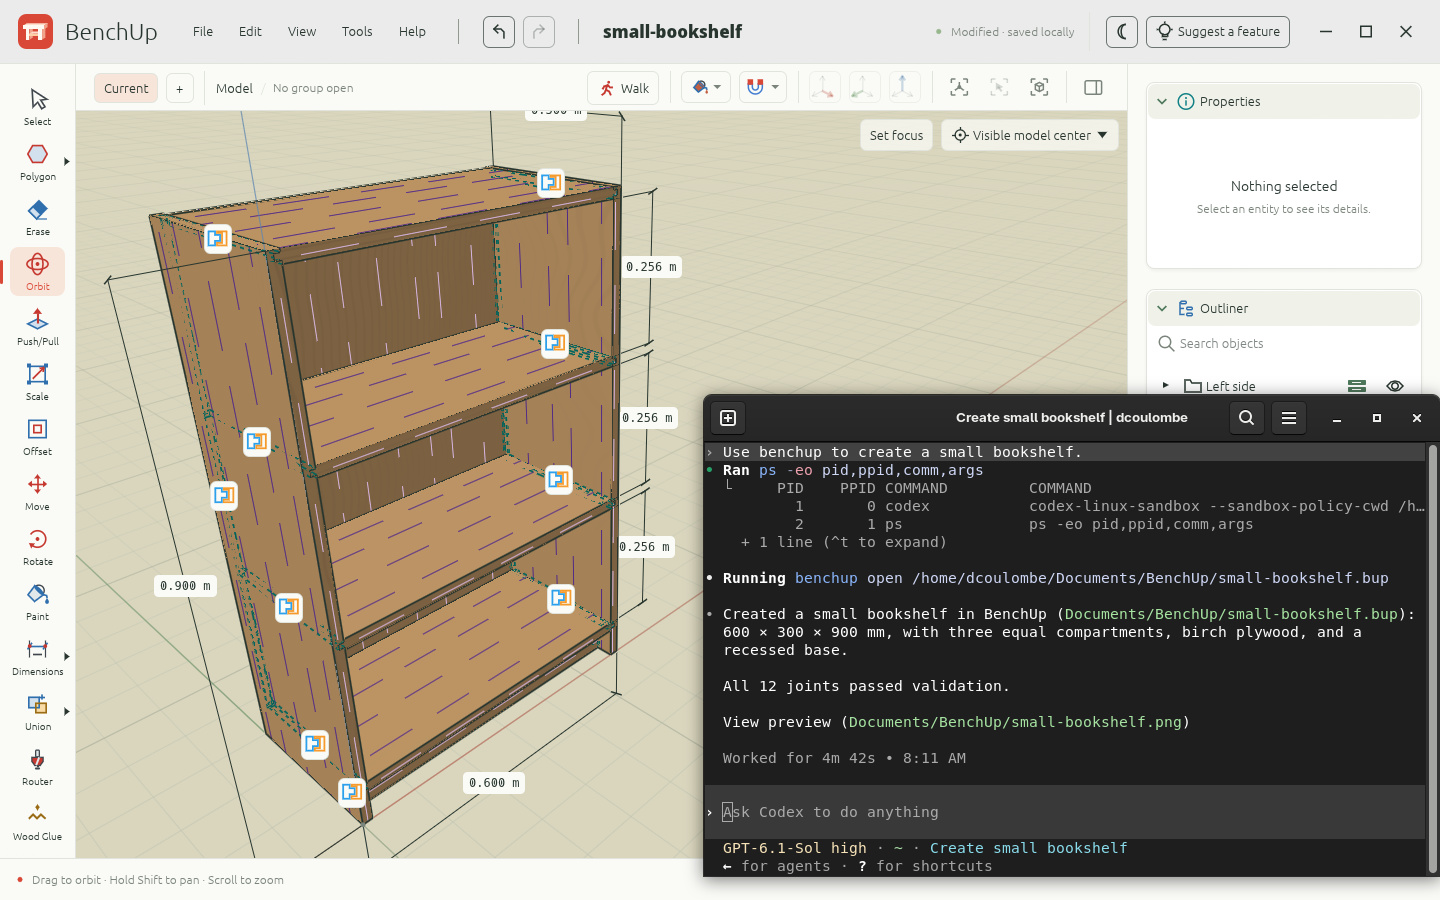 BenchUp File Edit View Tools Help small-bookshelf Modified · saved locally Suggest a feature
Current + Model / No group open Walk
Set focus Visible model center
Select
Polygon
Erase
Orbit
Push/Pull
Scale
Offset
Move
Rotate
Paint
Dimensions
Union
Router
Wood Glue
0.300 m
0.256 m
0.256 m
0.256 m
0.900 m
0.600 m
Properties
Nothing selected
Select an entity to see its details.
Outliner
Search objects
Left side
Create small bookshelf | dcoulombe
› Use benchup to create a small bookshelf.
• Ran ps -eo pid,ppid,comm,args
└ PID PPID COMMAND COMMAND
1 0 codex codex-linux-sandbox --sandbox-policy-cwd /h…
2 1 ps ps -eo pid,ppid,comm,args
+ 1 line (^t to expand)
• Running benchup open /home/dcoulombe/Documents/BenchUp/small-bookshelf.bup
• Created a small bookshelf in BenchUp (Documents/BenchUp/small-bookshelf.bup):
600 × 300 × 900 mm, with three equal compartments, birch plywood, and a
recessed base.
All 12 joints passed validation.
View preview (Documents/BenchUp/small-bookshelf.png)
Worked for 4m 42s • 8:11 AM
› Ask Codex to do anything
GPT-6.1-Sol high · ~ · Create small bookshelf
← for agents · ? for shortcuts
Drag to orbit · Hold Shift to pan · Scroll to zoom